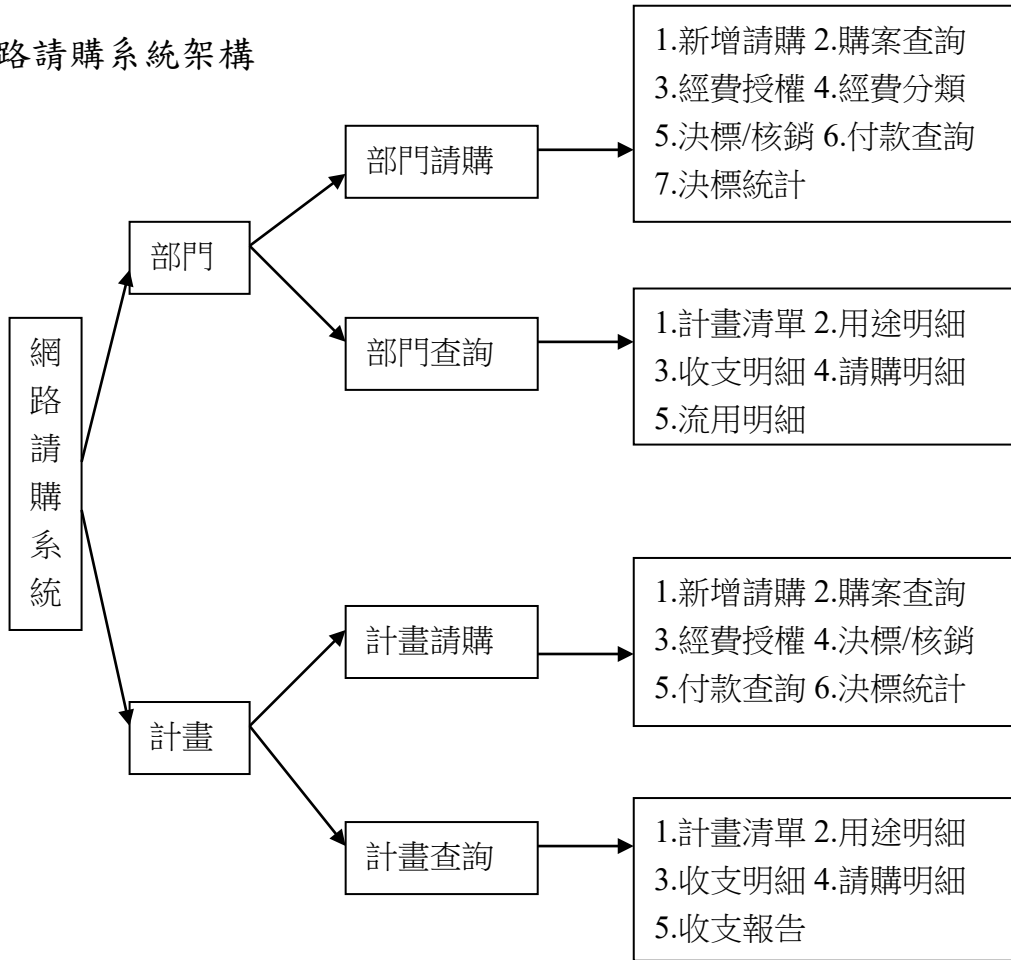 路請購系統架構
1.新增請購 2.購案查詢
3.經費授權 4.經費分類
5.決標/核銷 6.付款查詢
7.決標統計
部門請購
部門
部門查詢
1.計畫清單 2.用途明細
3.收支明細 4.請購明細
5.流用明細
網
路
請
購
系
統
1.新增請購 2.購案查詢
3.經費授權 4.決標/核銷
5.付款查詢 6.決標統計
計畫請購
計畫
計畫查詢
1.計畫清單 2.用途明細
3.收支明細 4.請購明細
5.收支報告